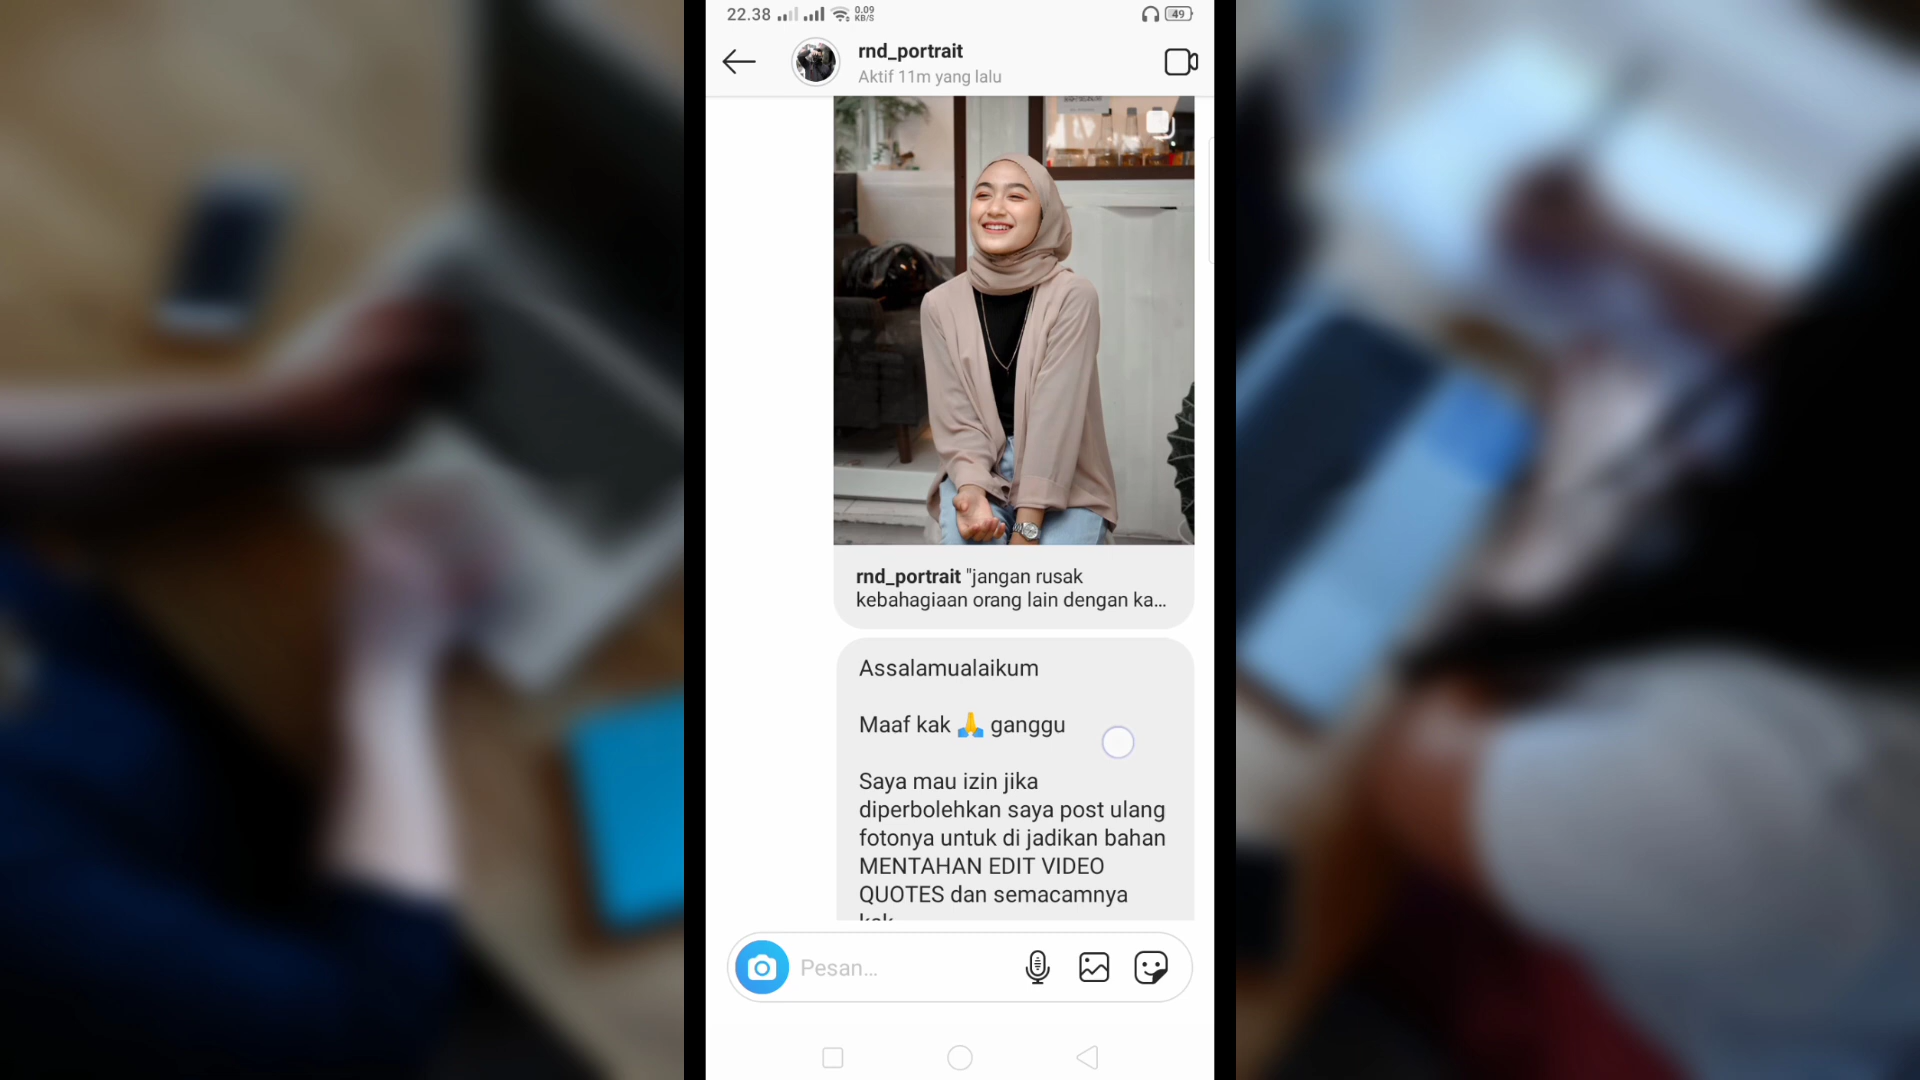 22.38
0.09
KB/S
49
rnd_portrait
Aktif 11m yang lalu
rnd_portrait "jangan rusak
kebahagiaan orang lain dengan ka...
Assalamualaikum
Maaf kak 🙏 ganggu
Saya mau izin jika
diperbolehkan saya post ulang
fotonya untuk di jadikan bahan
MENTAHAN EDIT VIDEO
QUOTES dan semacamnya
kak
Pesan...